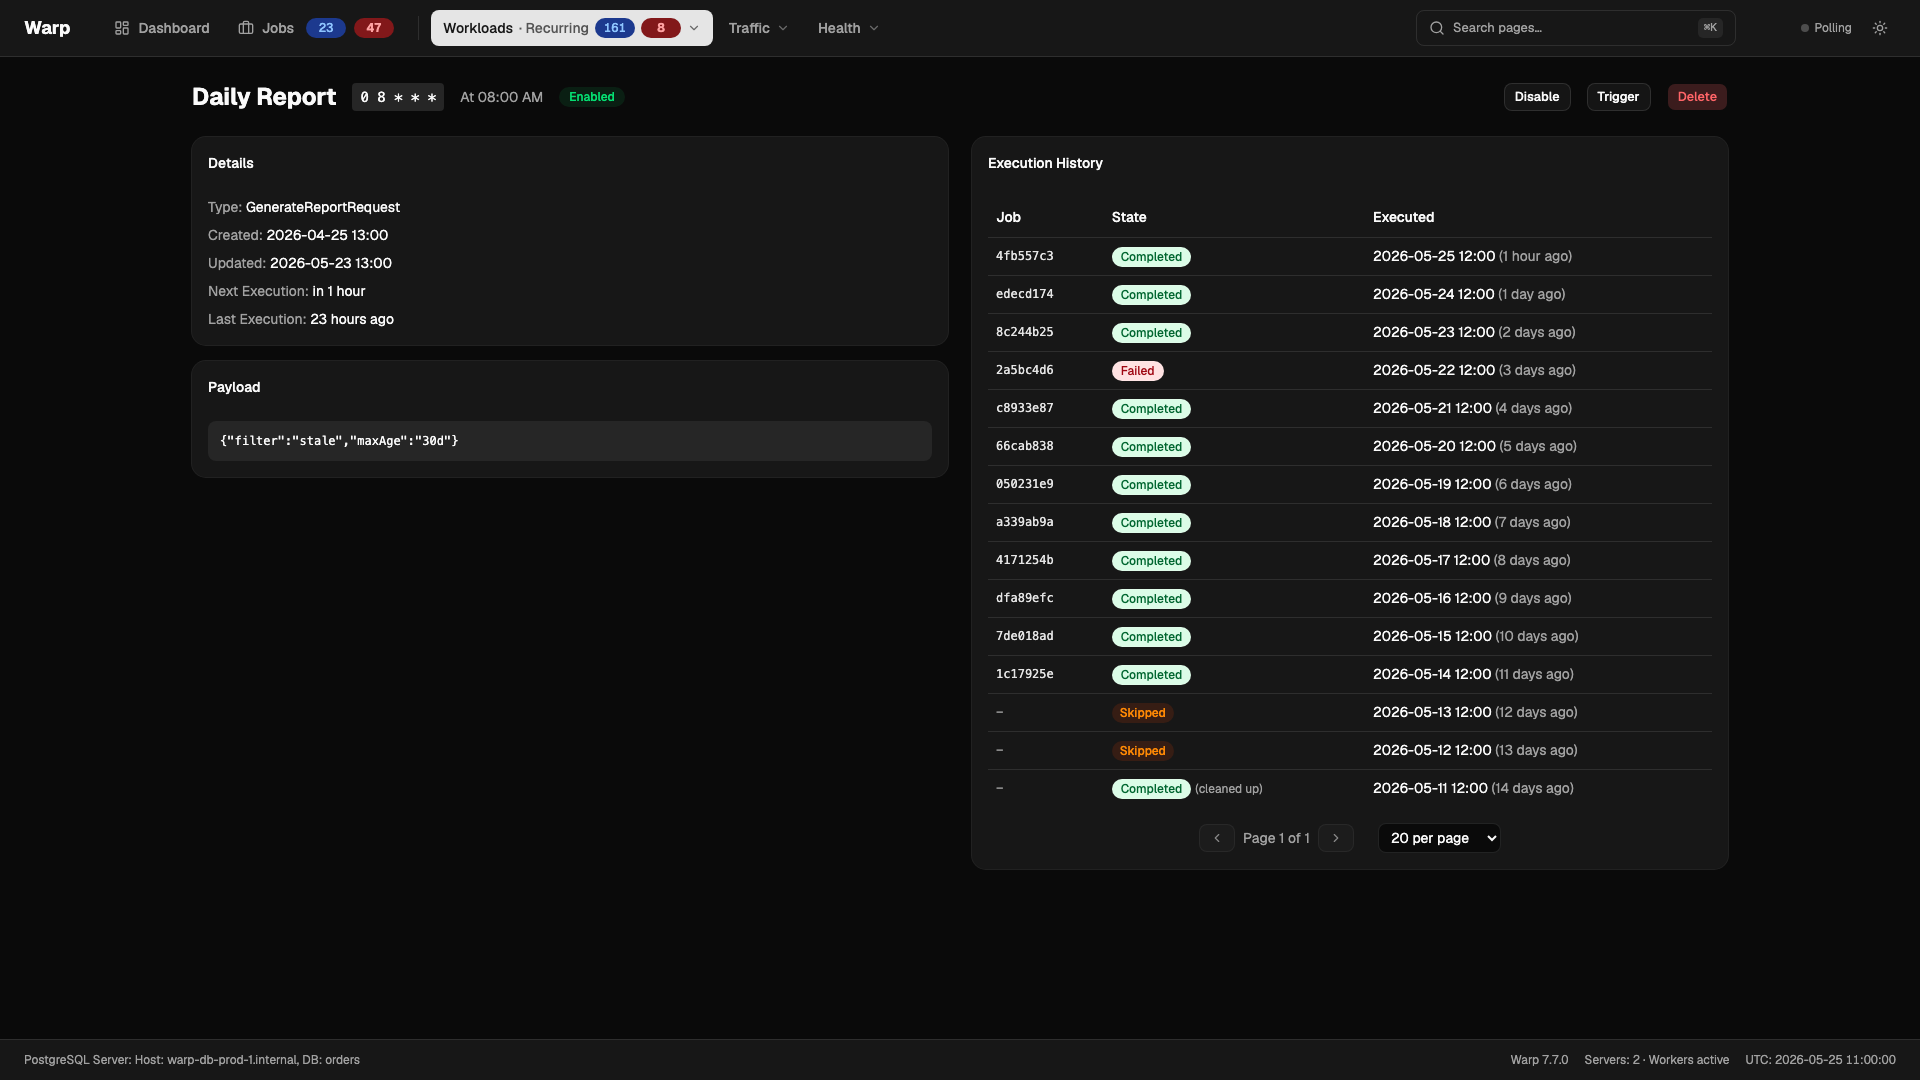 Warp
Dashboard
Jobs 23 47
Workloads · Recurring 161 8
Traffic
Health
Search pages... ⌘K
Polling
Daily Report 0 8 * * * At 08:00 AM Enabled
Disable Trigger Delete
Details
Type: GenerateReportRequest
Created: 2026-04-25 13:00
Updated: 2026-05-23 13:00
Next Execution: in 1 hour
Last Execution: 23 hours ago
Payload
{"filter":"stale","maxAge":"30d"}
Execution History
Job State Executed
4fb557c3 Completed 2026-05-25 12:00 (1 hour ago)
edecd174 Completed 2026-05-24 12:00 (1 day ago)
8c244b25 Completed 2026-05-23 12:00 (2 days ago)
2a5bc4d6 Failed 2026-05-22 12:00 (3 days ago)
c8933e87 Completed 2026-05-21 12:00 (4 days ago)
66cab838 Completed 2026-05-20 12:00 (5 days ago)
050231e9 Completed 2026-05-19 12:00 (6 days ago)
a339ab9a Completed 2026-05-18 12:00 (7 days ago)
4171254b Completed 2026-05-17 12:00 (8 days ago)
dfa89efc Completed 2026-05-16 12:00 (9 days ago)
7de018ad Completed 2026-05-15 12:00 (10 days ago)
1c17925e Completed 2026-05-14 12:00 (11 days ago)
– Skipped 2026-05-13 12:00 (12 days ago)
– Skipped 2026-05-12 12:00 (13 days ago)
– Completed (cleaned up) 2026-05-11 12:00 (14 days ago)
Page 1 of 1 20 per page
PostgreSQL Server: Host: warp-db-prod-1.internal, DB: orders
Warp 7.7.0 Servers: 2 · Workers active UTC: 2026-05-25 11:00:00